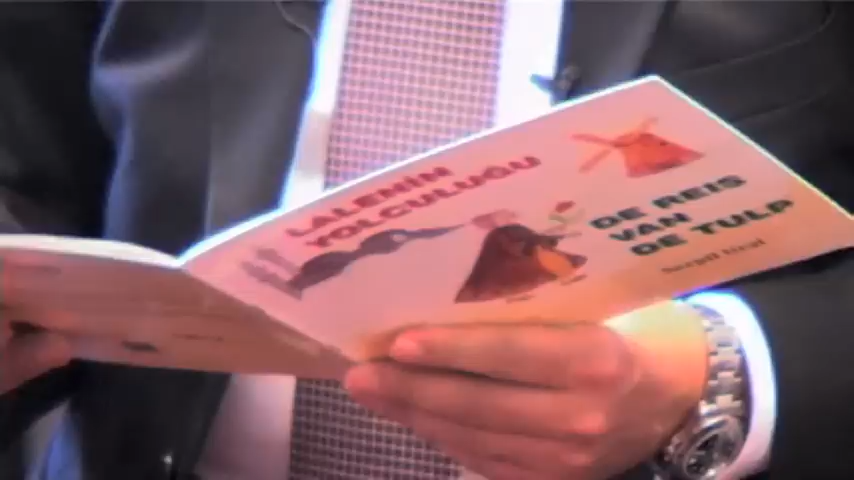 LALENİN
YOLCULUĞU
DE REIS
VAN
DE TULP